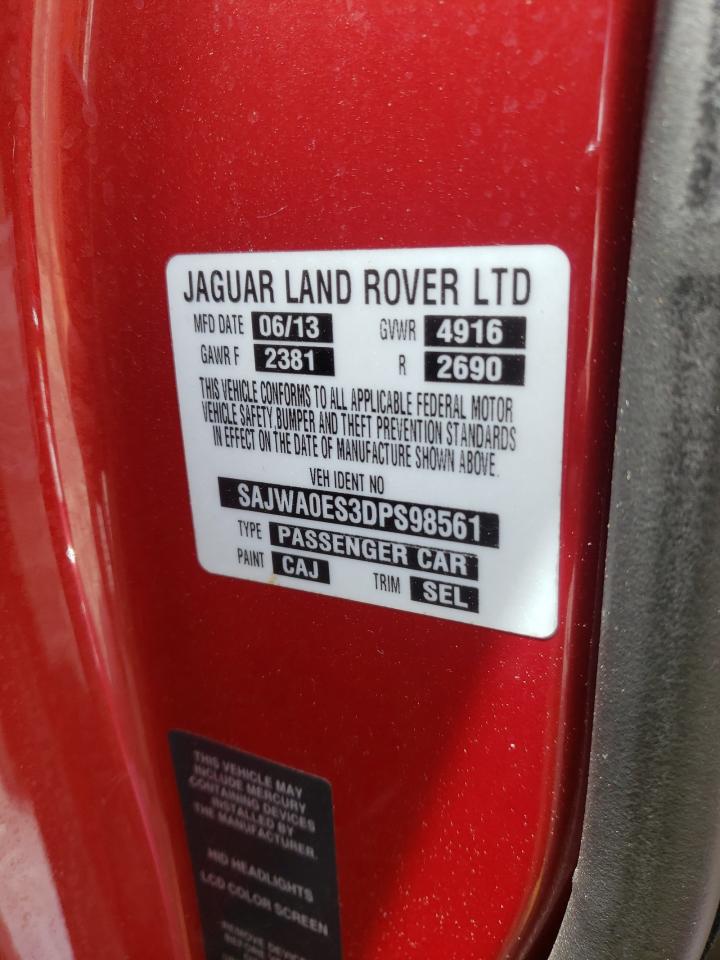 JAGUAR LAND ROVER LTD
MFD DATE 06/13 GVWR 4916
GAWR F 2381 R 2690
THIS VEHICLE CONFORMS TO ALL APPLICABLE FEDERAL MOTOR
VEHICLE SAFETY,BUMPER AND THEFT PREVENTION STANDARDS
IN EFFECT ON THE DATE OF MANUFACTURE SHOWN ABOVE.
VEH IDENT NO
SAJWA0ES3DPS98561
TYPE PASSENGER CAR
PAINT CAJ TRIM SEL
THIS VEHICLE MAY
INCLUDE MERCURY
CONTAINING DEVICES
INSTALLED BY
THE MANUFACTURER.
HID HEADLIGHTS
LCD COLOR SCREEN
REMOVE DEVICES
BEFORE